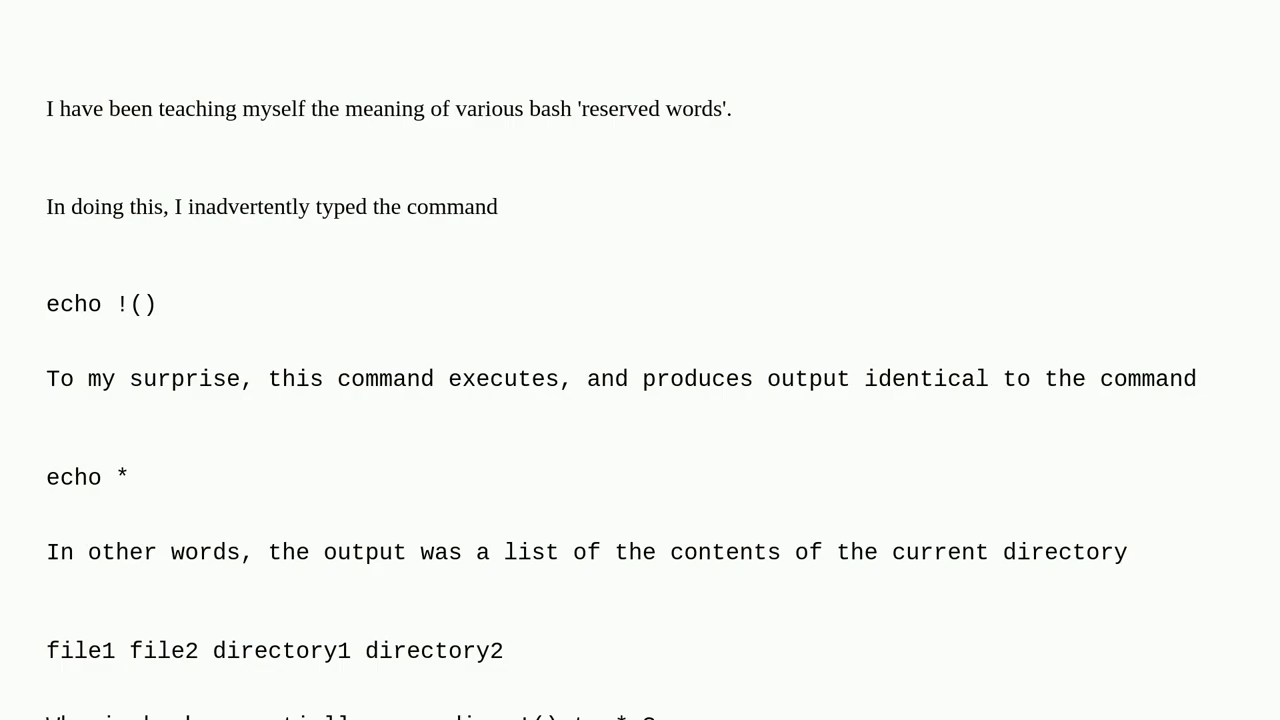 I have been teaching myself the meaning of various bash 'reserved words'.
In doing this, I inadvertently typed the command
echo !()
To my surprise, this command executes, and produces output identical to the command
echo *
In other words, the output was a list of the contents of the current directory
file1 file2 directory1 directory2